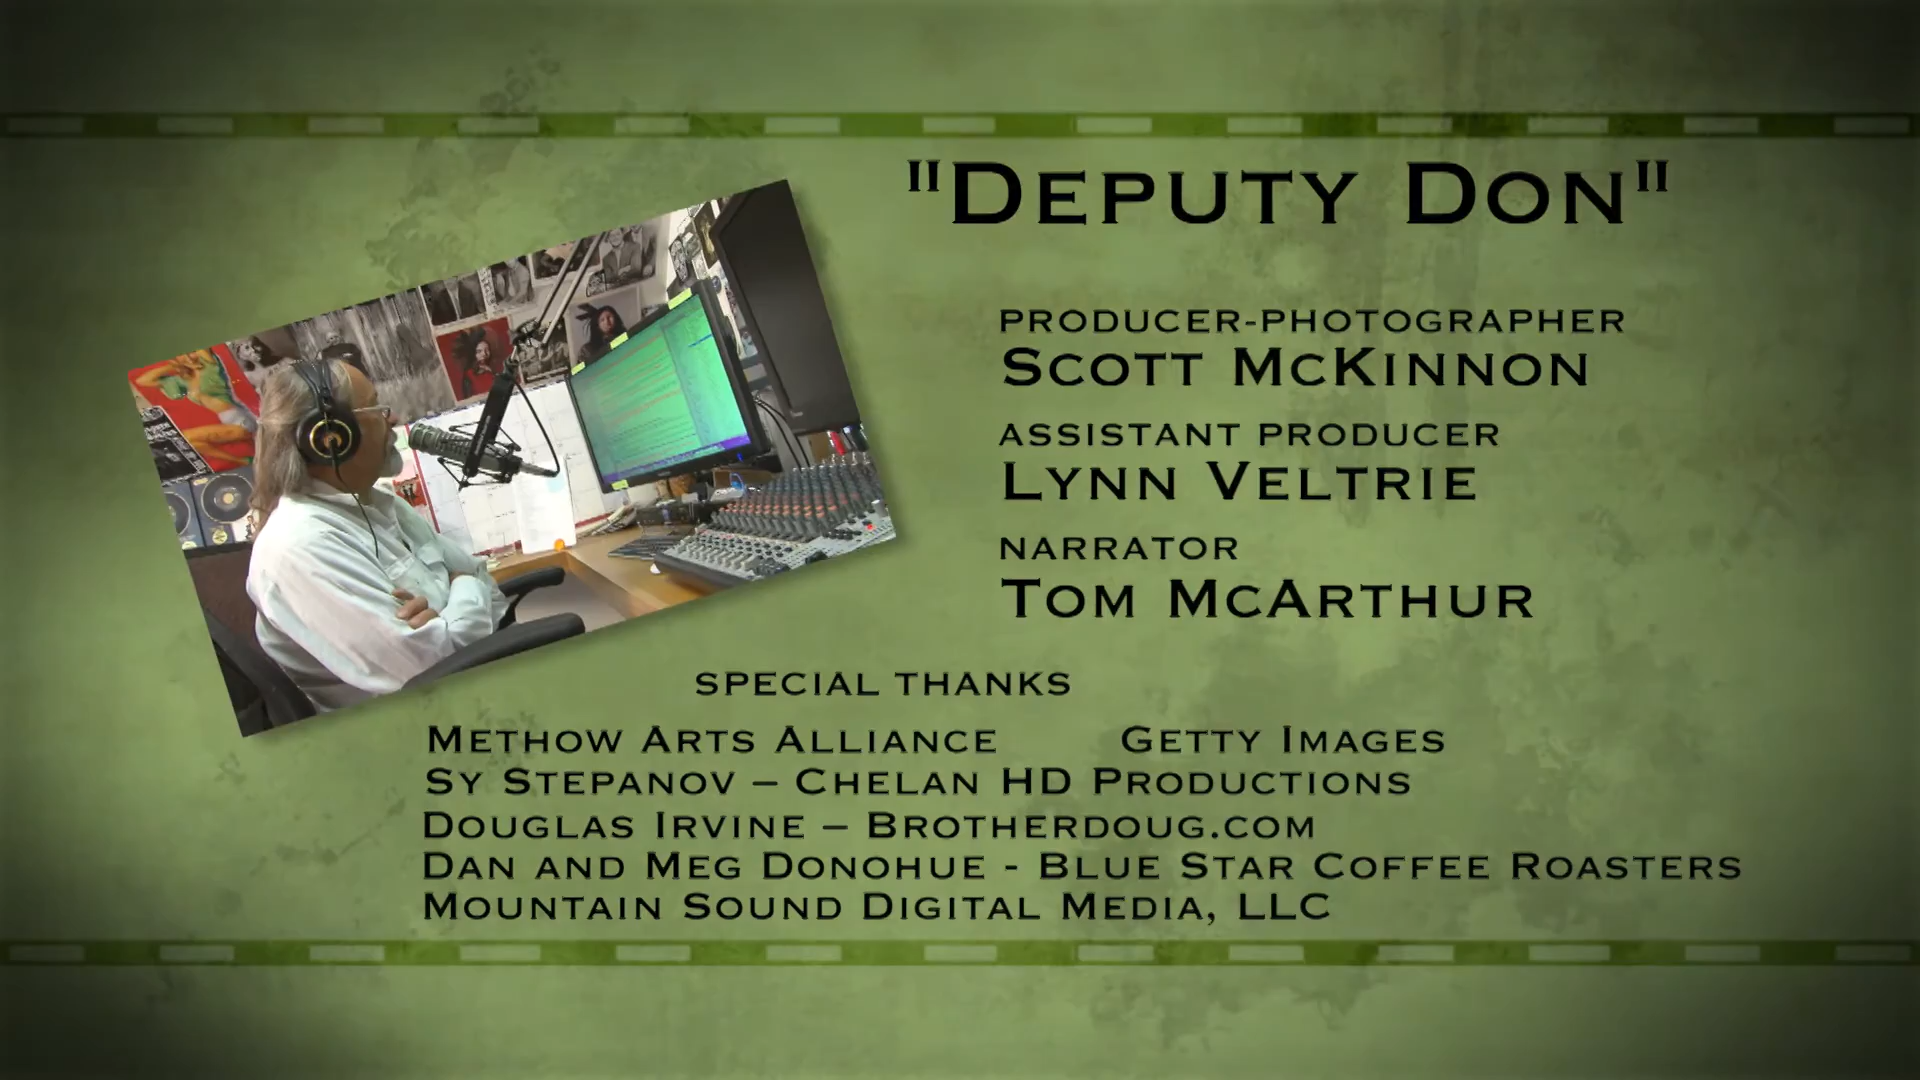 "Deputy Don"
PRODUCER-PHOTOGRAPHER
Scott McKinnon
ASSISTANT PRODUCER
Lynn Veltrie
NARRATOR
Tom McArthur
SPECIAL THANKS
Methow Arts Alliance Getty Images
Sy Stepanov – Chelan HD Productions
Douglas Irvine – Brotherdoug.com
Dan and Meg Donohue - Blue Star Coffee Roasters
Mountain Sound Digital Media, LLC